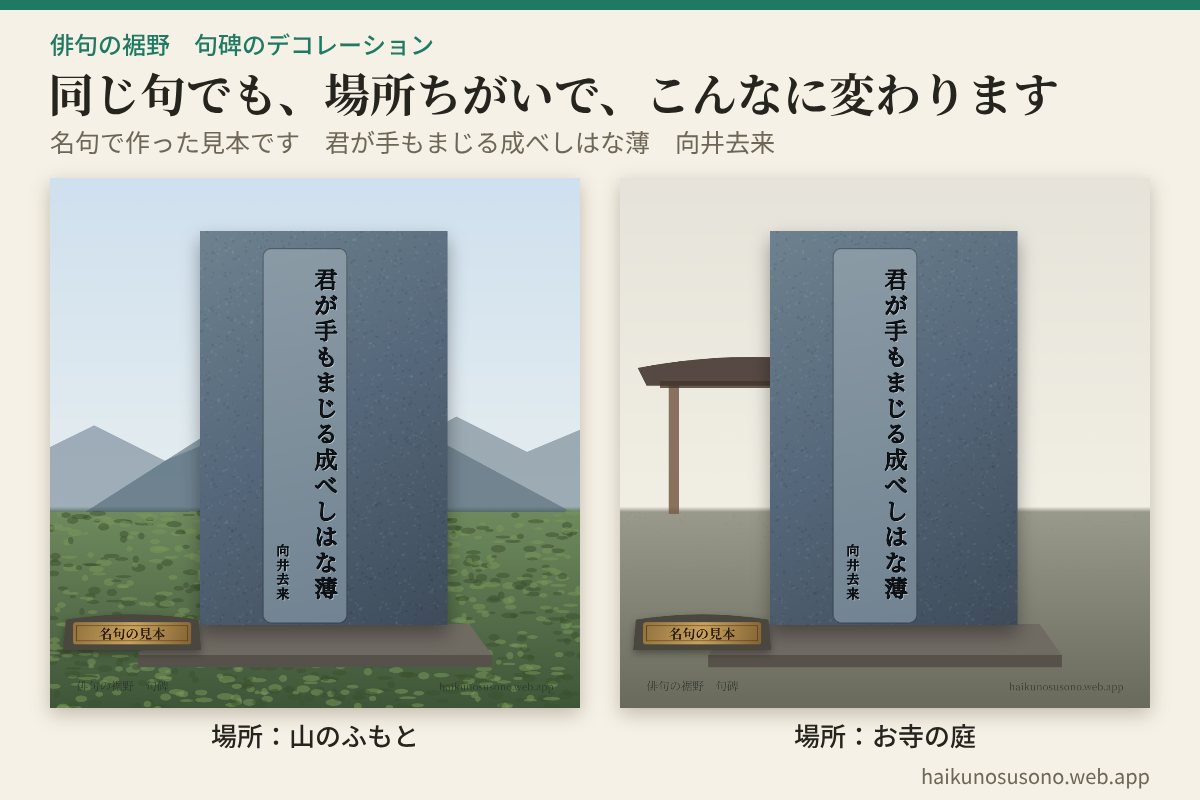 俳句の裾野　句碑のデコレーション
同じ句でも、場所ちがいで、こんなに変わります
名句で作った見本です　君が手もまじる成べしはな薄　向井去来
君が手もまじる成べしはな薄
向井去来
名句の見本
俳句の裾野　句碑
haikunosusono.web.app
場所：山のふもと
君が手もまじる成べしはな薄
向井去来
名句の見本
俳句の裾野　句碑
haikunosusono.web.app
場所：お寺の庭
haikunosusono.web.app